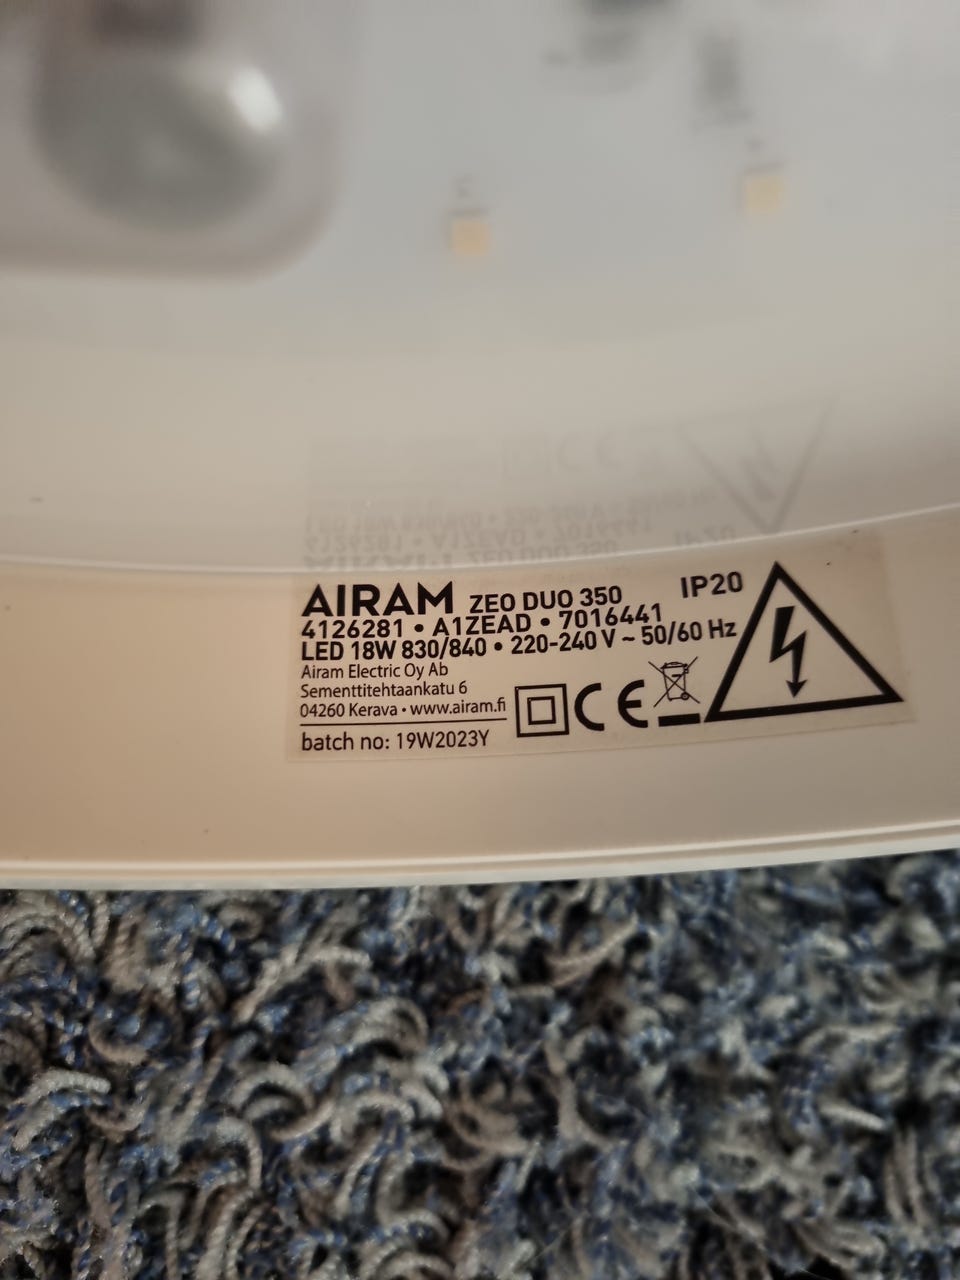 AIRAM ZEO DUO 350 IP20
4126281 • A1ZEAD • 7016441
LED 18W 830/840 • 220-240 V ~ 50/60 Hz
Airam Electric Oy Ab
Sementtitehtaankatu 6
04260 Kerava • www.airam.fi
CE
batch no: 19W2023Y